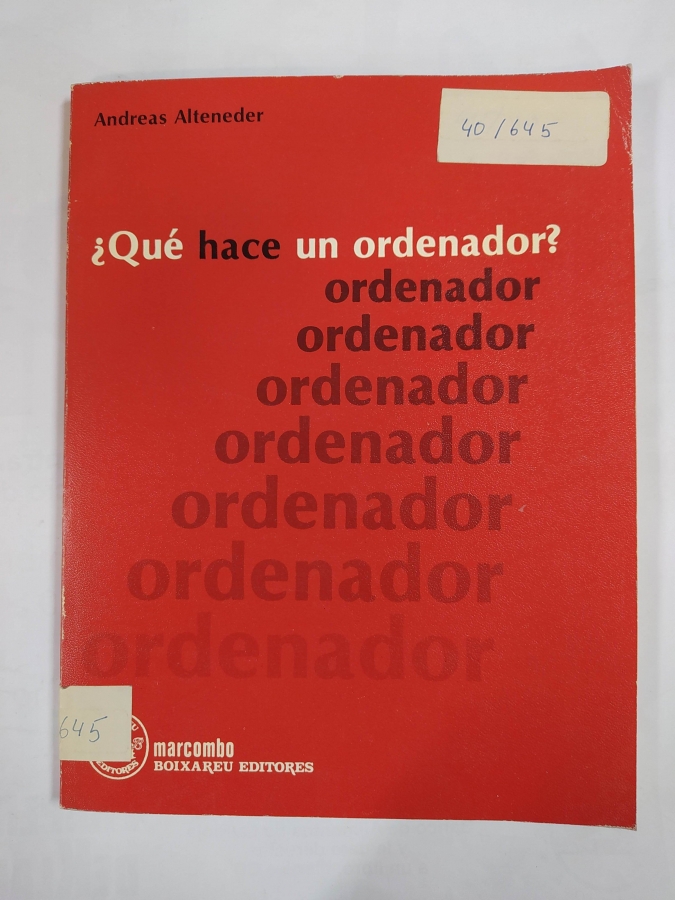 Andreas Alteneder
40/645
¿Qué hace un ordenador?
ordenador
ordenador
ordenador
ordenador
ordenador
ordenador
ordenador
645
EDITORES
marcombo
BOIXAREU EDITORES